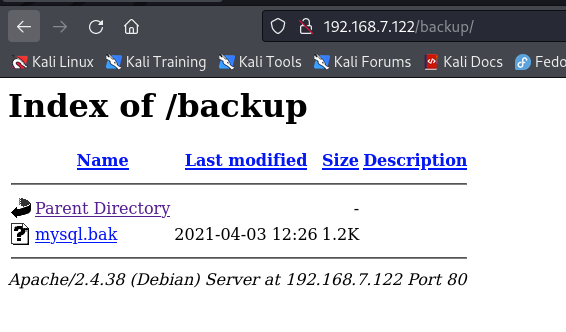 192.168.7.122/backup/
Kali Linux Kali Training Kali Tools Kali Forums Kali Docs Fedo
Index of /backup
Name Last modified Size Description
Parent Directory -
mysql.bak 2021-04-03 12:26 1.2K
Apache/2.4.38 (Debian) Server at 192.168.7.122 Port 80